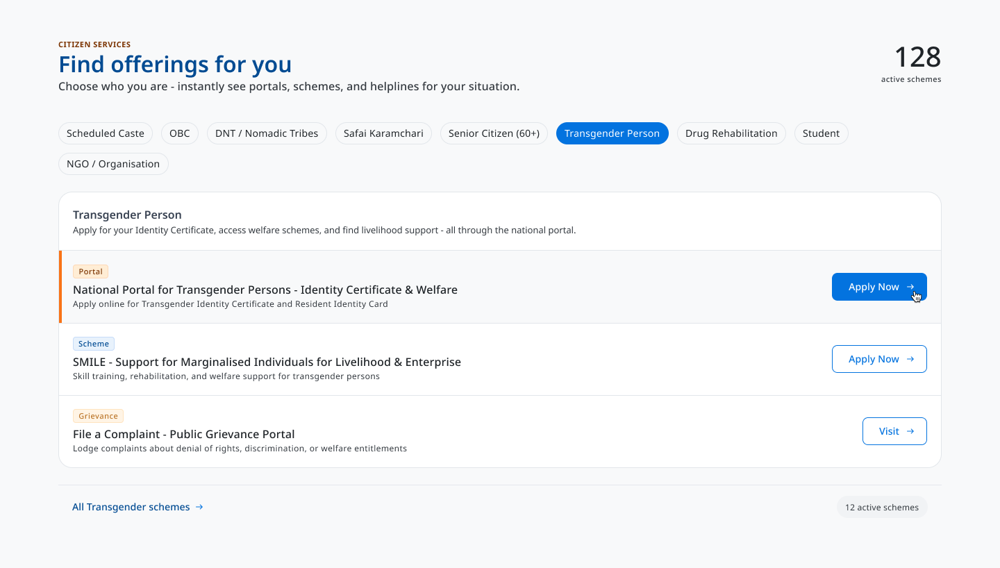 CITIZEN SERVICES
Find offerings for you
Choose who you are - instantly see portals, schemes, and helplines for your situation.
128
active schemes
Scheduled Caste
OBC
DNT / Nomadic Tribes
Safai Karamchari
Senior Citizen (60+)
Transgender Person
Drug Rehabilitation
Student
NGO / Organisation
Transgender Person
Apply for your Identity Certificate, access welfare schemes, and find livelihood support - all through the national portal.
Portal
National Portal for Transgender Persons - Identity Certificate & Welfare
Apply online for Transgender Identity Certificate and Resident Identity Card
Apply Now →
Scheme
SMILE - Support for Marginalised Individuals for Livelihood & Enterprise
Skill training, rehabilitation, and welfare support for transgender persons
Apply Now →
Grievance
File a Complaint - Public Grievance Portal
Lodge complaints about denial of rights, discrimination, or welfare entitlements
Visit →
All Transgender schemes →
12 active schemes